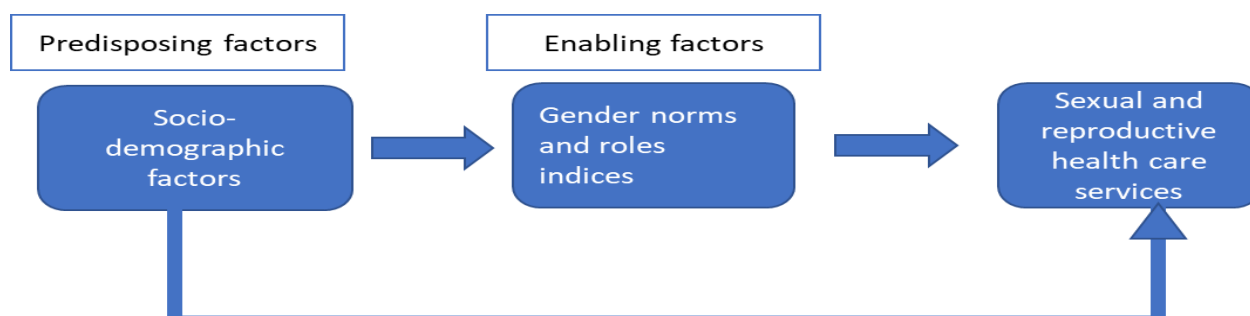 Predisposing factors
Enabling factors
Socio-
demographic
factors
Gender norms
and roles
indices
Sexual and
reproductive
health care
services